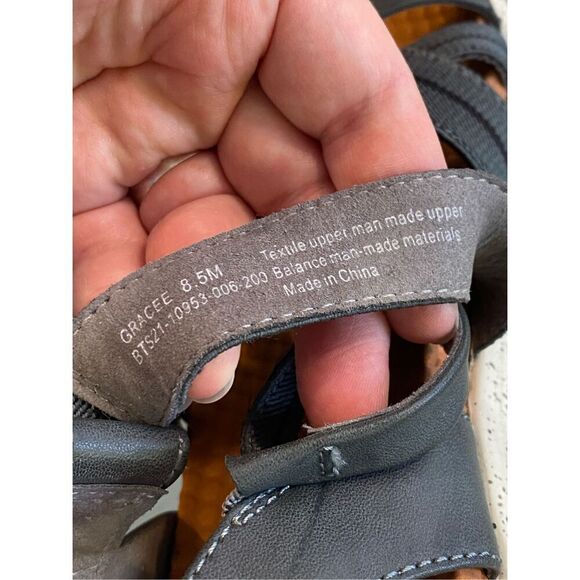 GRACEE 8.5M Textile upper man made upper
BTS21-10953-006-200 Balance man-made materials
Made in China